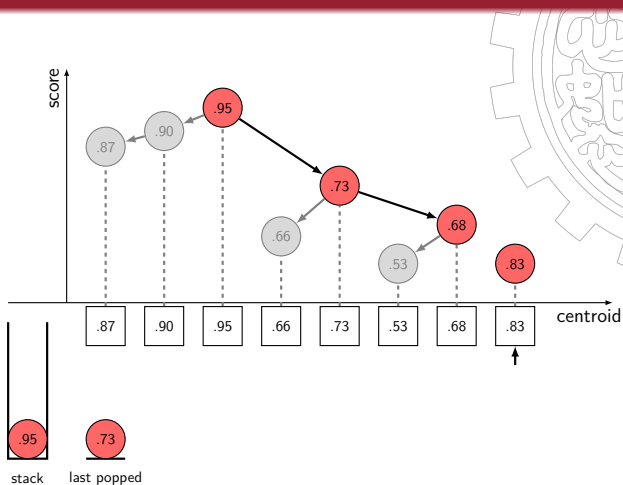 score
.95
.90
.87
.73
.68
.66
.53
.83
centroid
.87 .90 .95 .66 .73 .53 .68 .83
.95 .73
stack last popped